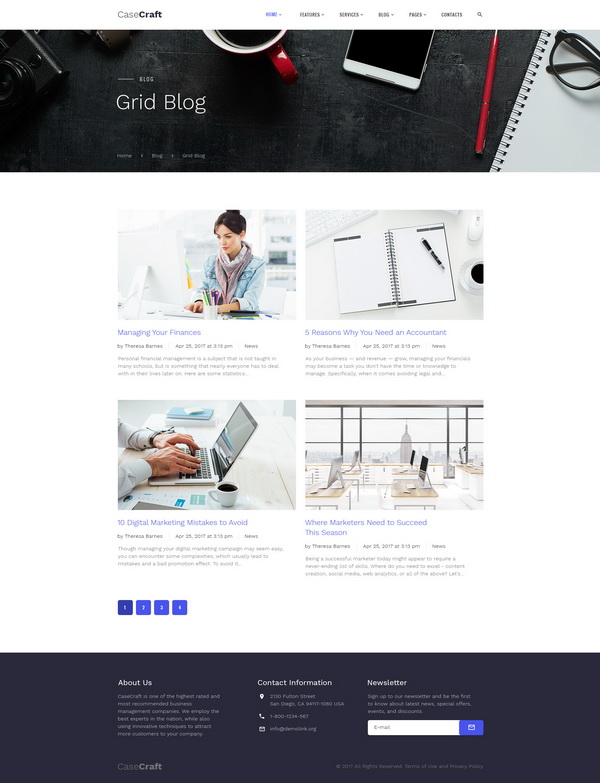 CaseCraft
HOME FEATURES SERVICES BLOG PAGES CONTACTS
BLOG
Grid Blog
Home Blog Grid Blog
Managing Your Finances
by Theresa Barnes Apr 25, 2017 at 3:13 pm News
Personal financial management is a subject that is not taught in
many schools, but is something that nearly everyone has to deal
with in their lives later on. Here are some statistics...
5 Reasons Why You Need an Accountant
by Theresa Barnes Apr 25, 2017 at 3:13 pm News
As your business — and revenue — grow, managing your financials
may become a task you don't have the time or knowledge to
manage. Specifically, when it comes avoiding legal and...
10 Digital Marketing Mistakes to Avoid
by Theresa Barnes Apr 25, 2017 at 3:13 pm News
Though managing your digital marketing campaign may seem easy,
you can encounter some complexities, which usually lead to
mistakes and a bad promotion effect. To avoid it...
Where Marketers Need to Succeed
This Season
by Theresa Barnes Apr 25, 2017 at 3:13 pm News
Being a successful marketer today might appear to require a
never-ending list of skills. Where do you need to excel - content
creation, social media, web analytics, or all of the above? Let's...
1 2 3 4
About Us
CaseCraft is one of the highest rated and
most recommended business
management companies. We employ the
best experts in the nation, while also
using innovative techniques to attract
more customers to your company.
Contact Information
2130 Fulton Street
San Diego, CA 94117-1080 USA
1-800-1234-567
info@demolink.org
Newsletter
Sign up to our newsletter and be the first
to know about latest news, special offers,
events, and discounts.
E-mail
CaseCraft
© 2017 All Rights Reserved. Terms of Use and Privacy Policy